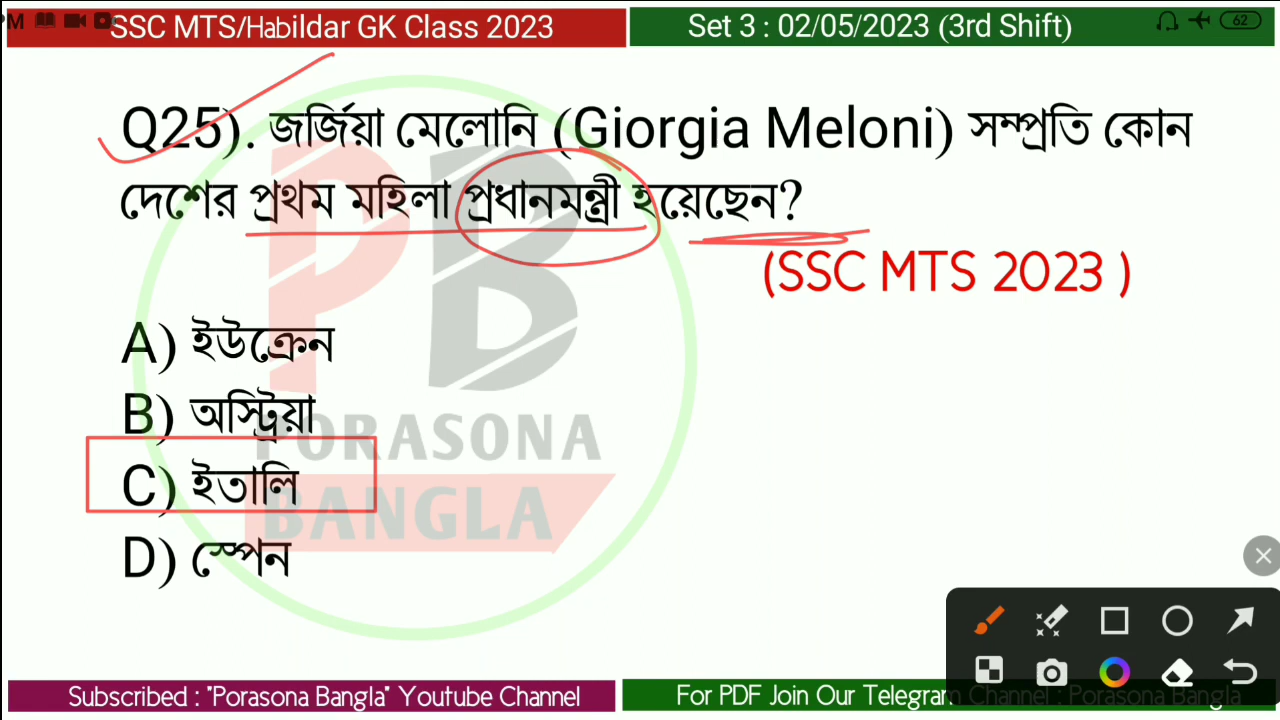 SSC MTS/Habildar GK Class 2023
Set 3 : 02/05/2023 (3rd Shift)
62
Q25). জর্জিয়া মেলোনি (Giorgia Meloni) সম্প্রতি কোন
দেশের প্রথম মহিলা প্রধানমন্ত্রী হয়েছেন?
(SSC MTS 2023 )
A) ইউক্রেন
B) অস্ট্রিয়া
C) ইতালি
D) স্পেন
PB
PORASONA
BANGLA
Subscribed : "Porasona Bangla" Youtube Channel
For PDF Join Our Telegram Channel : Porasona Bangla